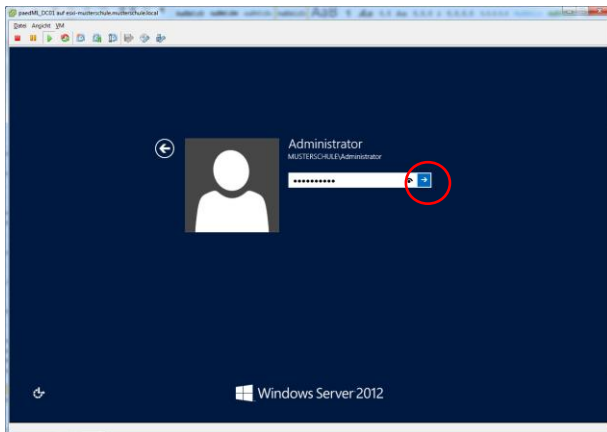 paedML_DC01 auf esxi-musterschule.musterschule.local
Datei Ansicht VM
Administrator
MUSTERSCHULE\Administrator
Windows Server 2012